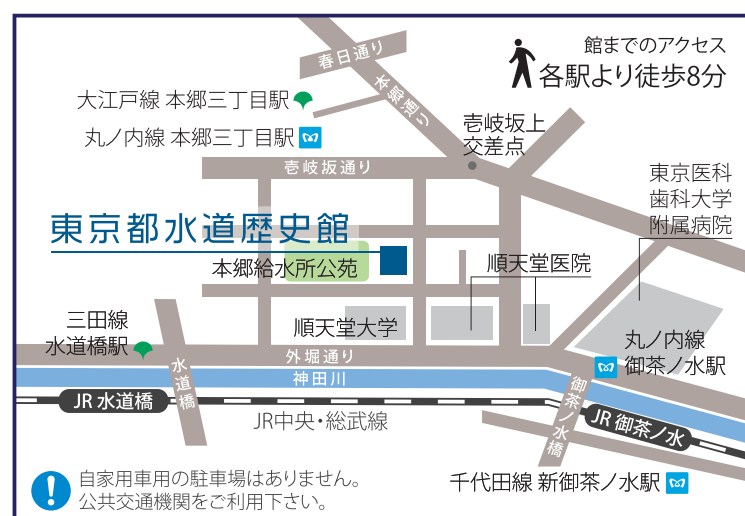 館までのアクセス
各駅より徒歩8分
春日通り
本郷通り
大江戸線 本郷三丁目駅
丸ノ内線 本郷三丁目駅
壱岐坂上
交差点
壱岐坂通り
東京医科
歯科大学
附属病院
東京都水道歴史館
本郷給水所公苑
順天堂医院
三田線
水道橋駅
順天堂大学
丸ノ内線
御茶ノ水駅
外堀通り
神田川
水道橋
御茶ノ水橋
JR 水道橋
JR中央・総武線
JR 御茶ノ水
千代田線 新御茶ノ水駅
自家用車用の駐車場はありません。
公共交通機関をご利用下さい。